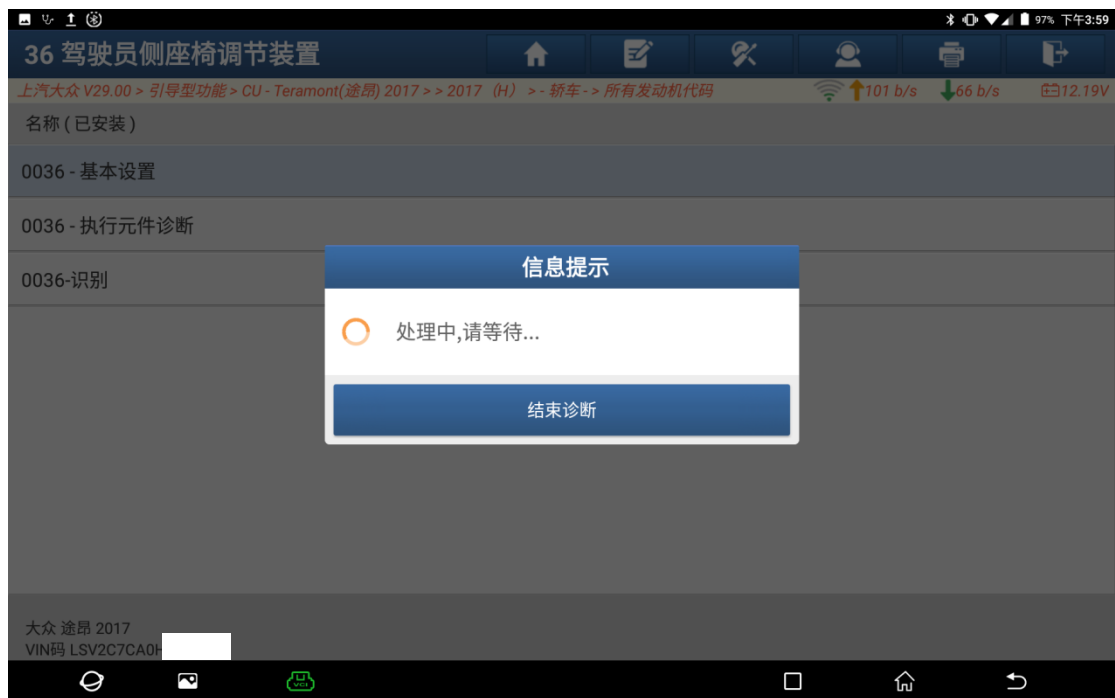 97% 下午3:59
36 驾驶员侧座椅调节装置
上汽大众 V29.00 > 引导型功能 > CU - Teramont(途昂) 2017 > > 2017 （H） > - 轿车 - > 所有发动机代码 101 b/s 66 b/s 12.19V
名称 ( 已安装 )
0036 - 基本设置
0036 - 执行元件诊断
0036-识别
信息提示
处理中,请等待...
结束诊断
大众 途昂 2017
VIN码 LSV2C7CA0H
VCI